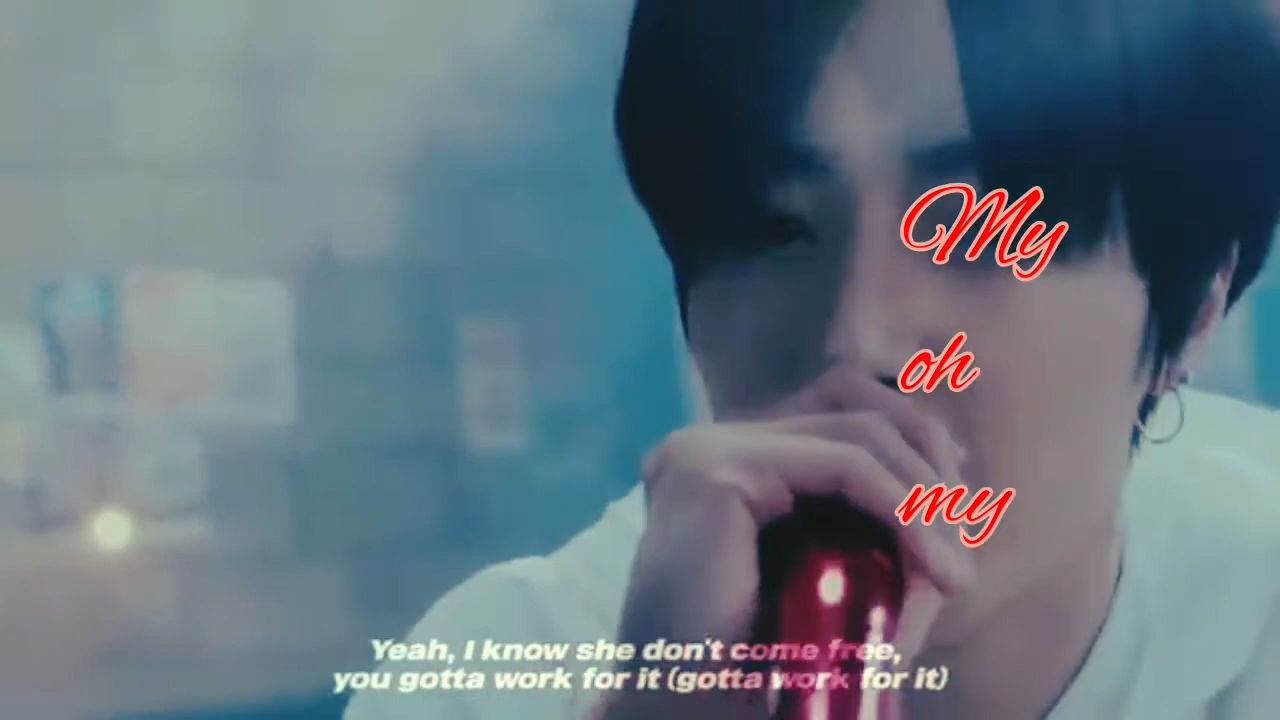 My
oh
my
Yeah, I know she don't come free,
you gotta work for it (gotta work for it)